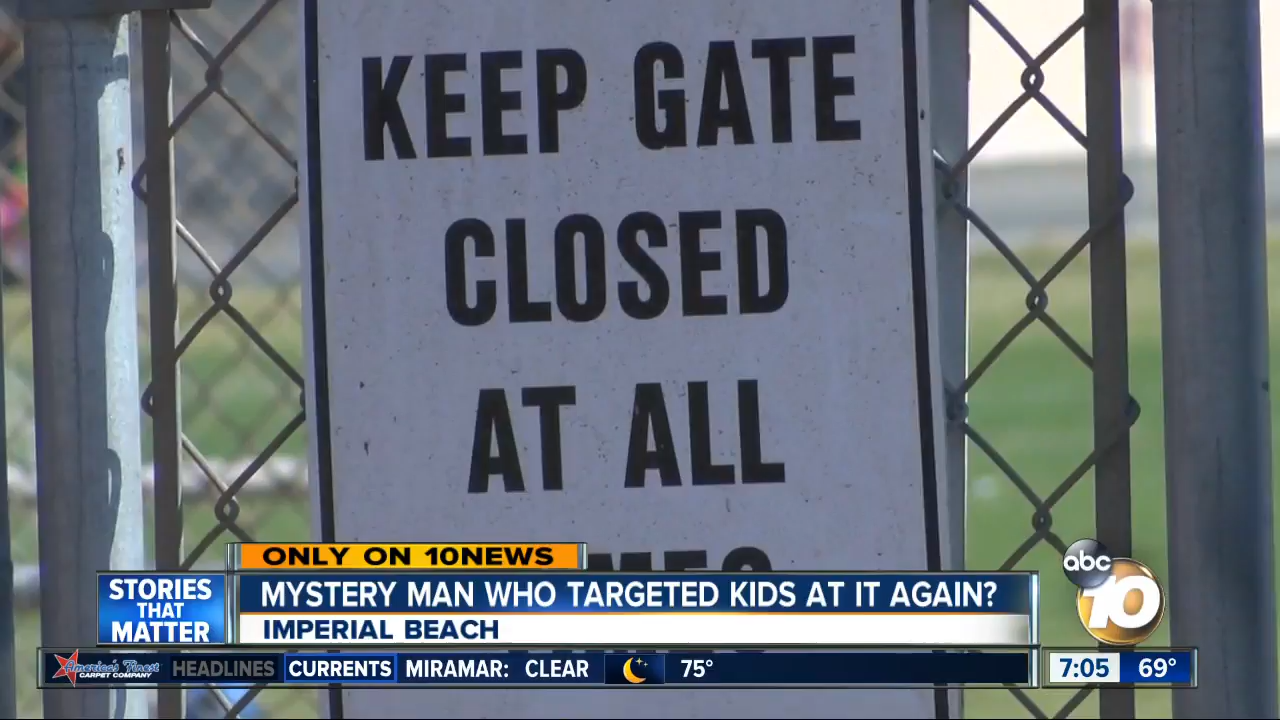 KEEP GATE
CLOSED
AT ALL
ONLY ON 10NEWS
STORIES
THAT
MATTER
MYSTERY MAN WHO TARGETED KIDS AT IT AGAIN?
IMPERIAL BEACH
abc
10
America's Finest
CARPET COMPANY
HEADLINES
CURRENTS
MIRAMAR: CLEAR
75°
7:05
69°